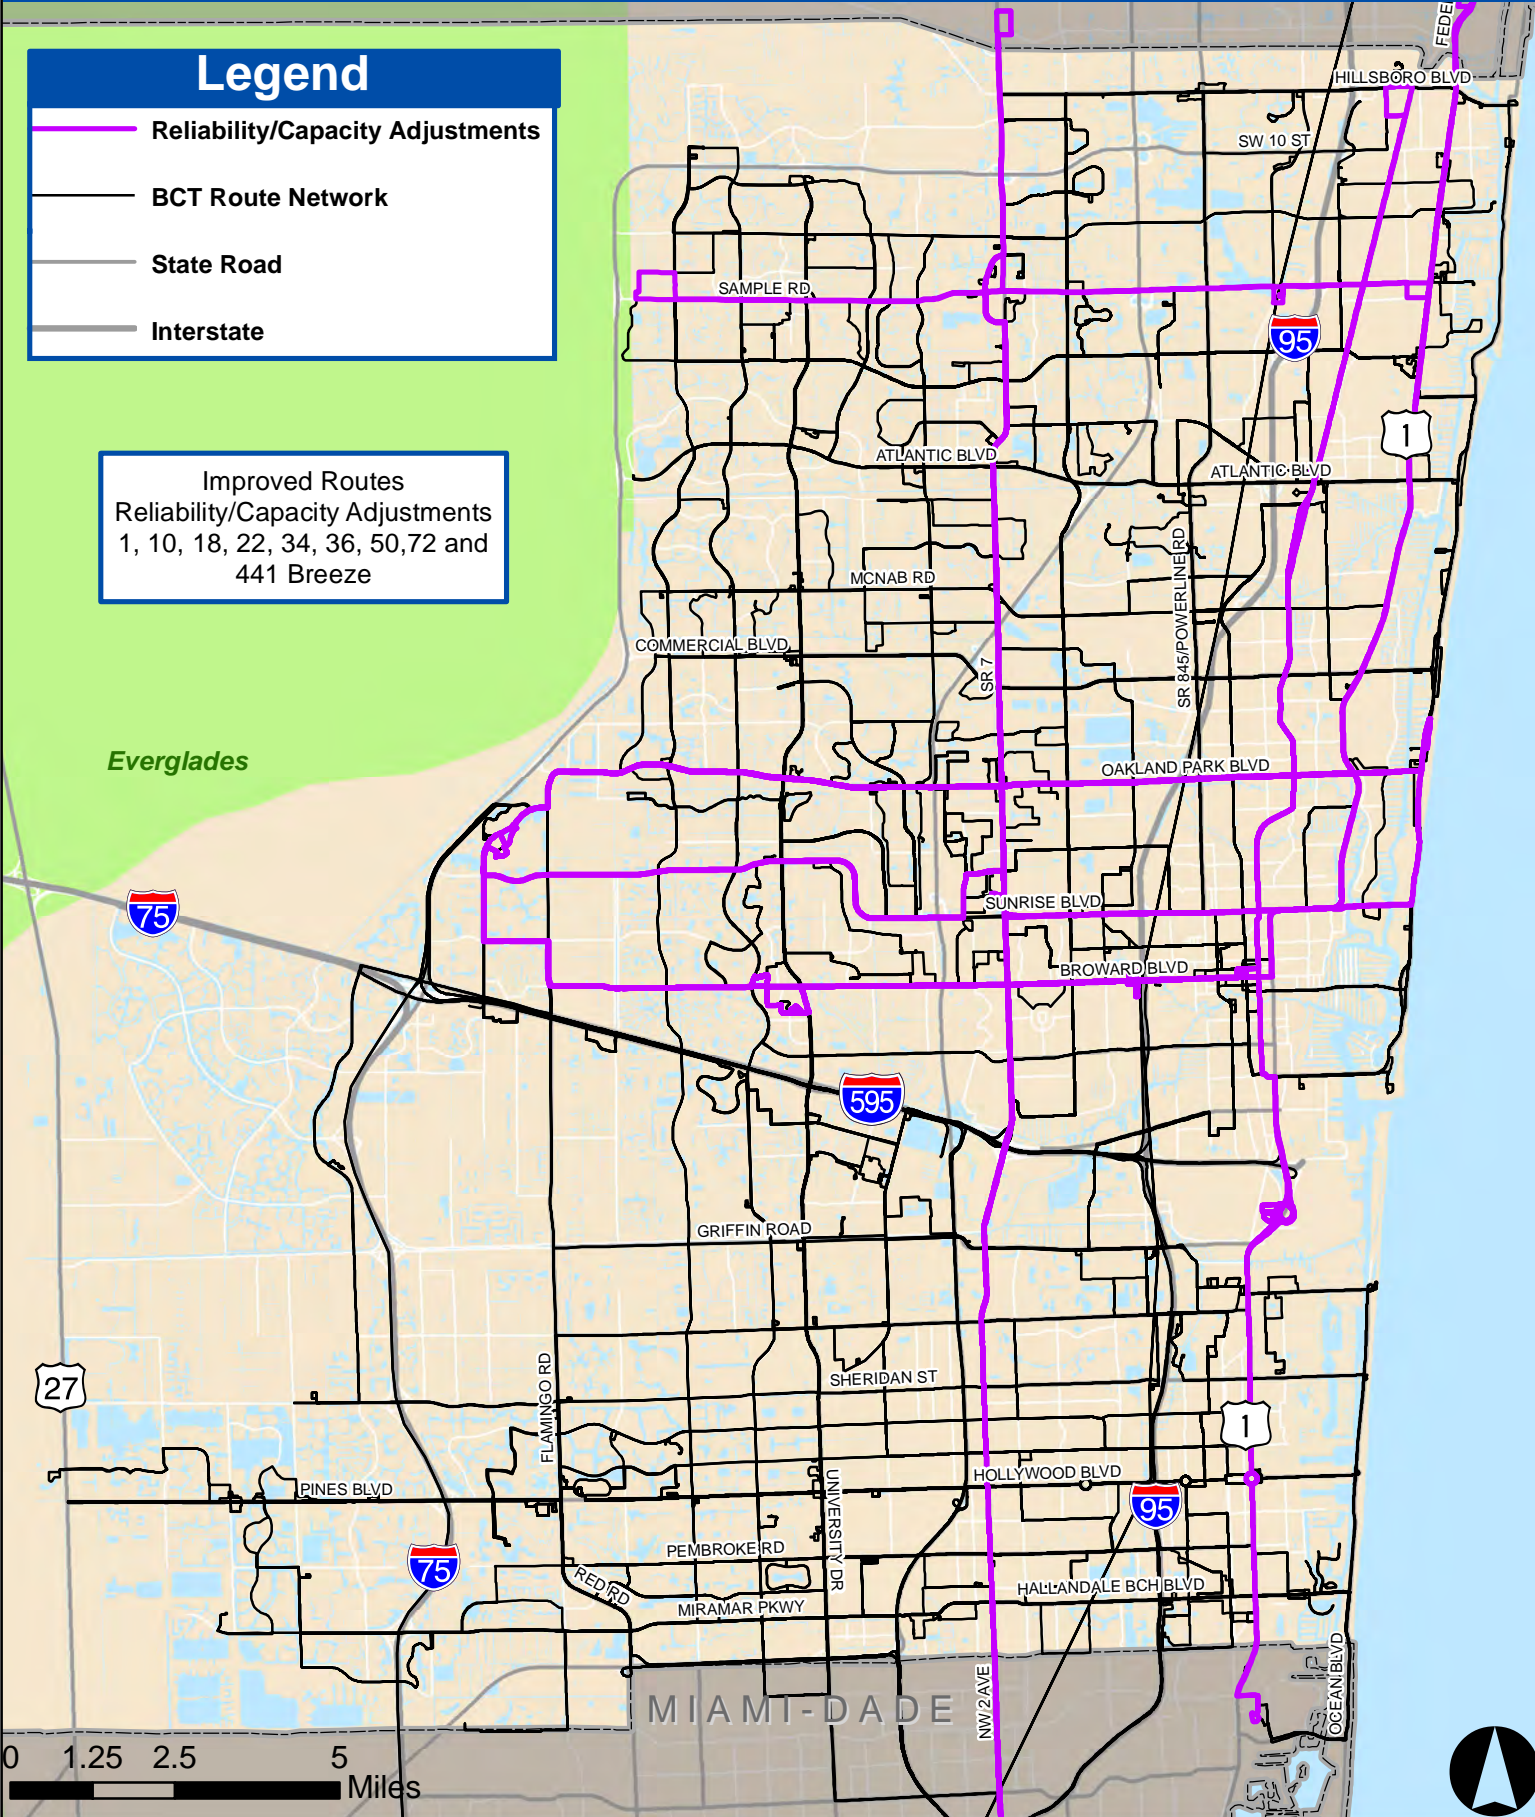 Legend
Reliability/Capacity Adjustments
BCT Route Network
State Road
Interstate
Improved Routes
Reliability/Capacity Adjustments
1, 10, 18, 22, 34, 36, 50,72 and
441 Breeze
Everglades
HILLSBORO BLVD
SW 10 ST
SAMPLE RD
95
1
ATLANTIC BLVD
ATLANTIC BLVD
MCNAB RD
SR 845/POWERLINE RD
COMMERCIAL BLVD
SR 7
OAKLAND PARK BLVD
75
SUNRISE BLVD
BROWARD BLVD
595
GRIFFIN ROAD
27
FLAMINGO RD
SHERIDAN ST
1
HOLLYWOOD BLVD
PINES BLVD
UNIVERSITY DR
95
75
PEMBROKE RD
RED RD
HALLANDALE BCH BLVD
MIRAMAR PKWY
OCEAN BLVD
NW 2 AVE
MIAMI-DADE
0 1.25 2.5 5
Miles